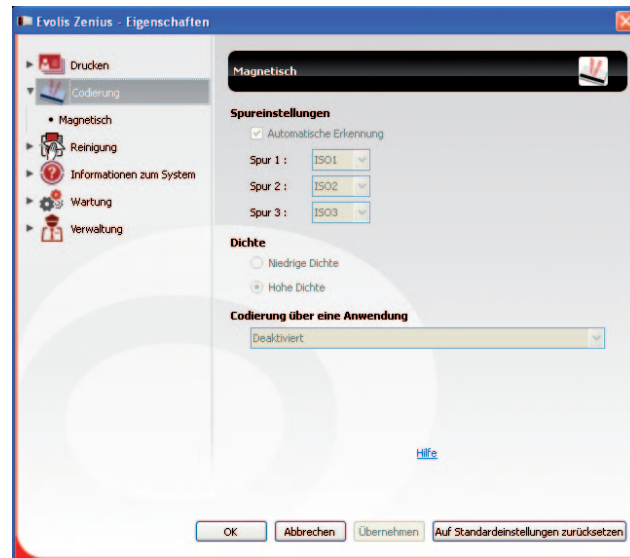 Evolis Zenius - Eigenschaften
Drucken
Codierung
• Magnetisch
Reinigung
Informationen zum System
Wartung
Verwaltung
Magnetisch
Spureinstellungen
Automatische Erkennung
Spur 1 : ISO1
Spur 2 : ISO2
Spur 3 : ISO3
Dichte
Niedrige Dichte
Hohe Dichte
Codierung über eine Anwendung
Deaktiviert
Hilfe
OK Abbrechen Übernehmen Auf Standardeinstellungen zurücksetzen